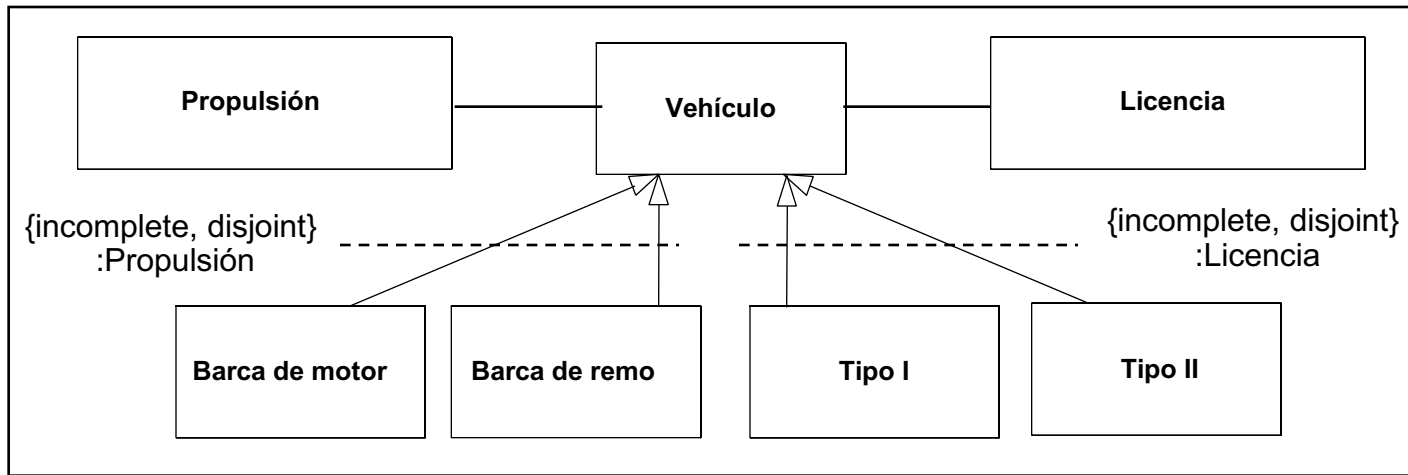 Propulsión
Vehículo
Licencia
{incomplete, disjoint}
:Propulsión
{incomplete, disjoint}
:Licencia
Barca de motor
Barca de remo
Tipo I
Tipo II